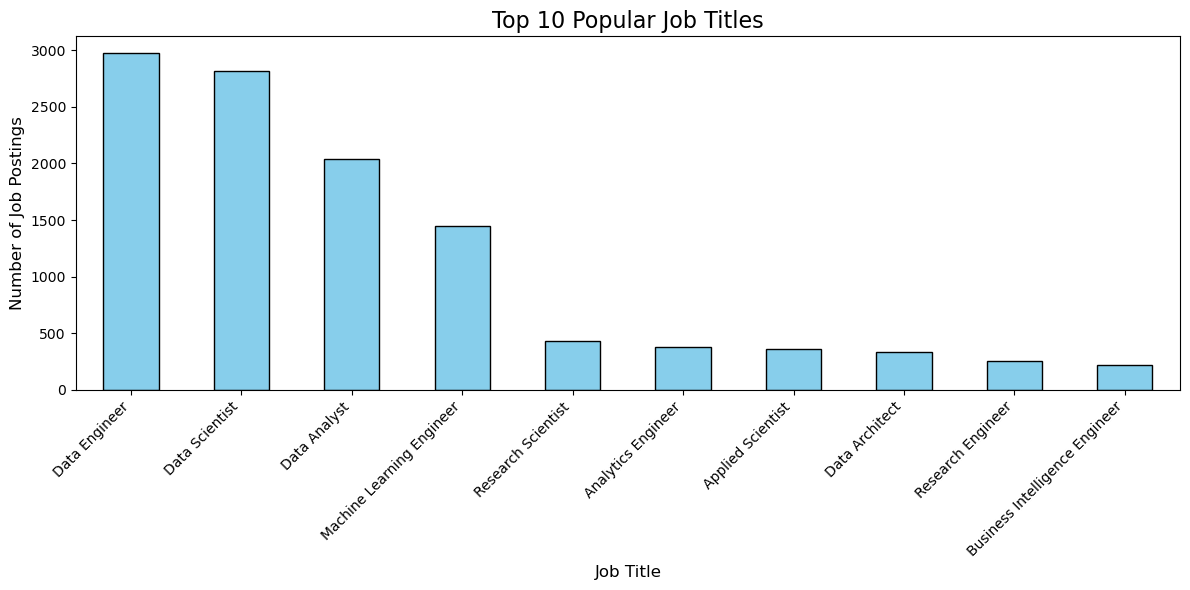 Top 10 Popular Job Titles
Number of Job Postings
3000
2500
2000
1500
1000
500
0
Data Engineer
Data Scientist
Data Analyst
Machine Learning Engineer
Research Scientist
Analytics Engineer
Applied Scientist
Data Architect
Research Engineer
Business Intelligence Engineer
Job Title